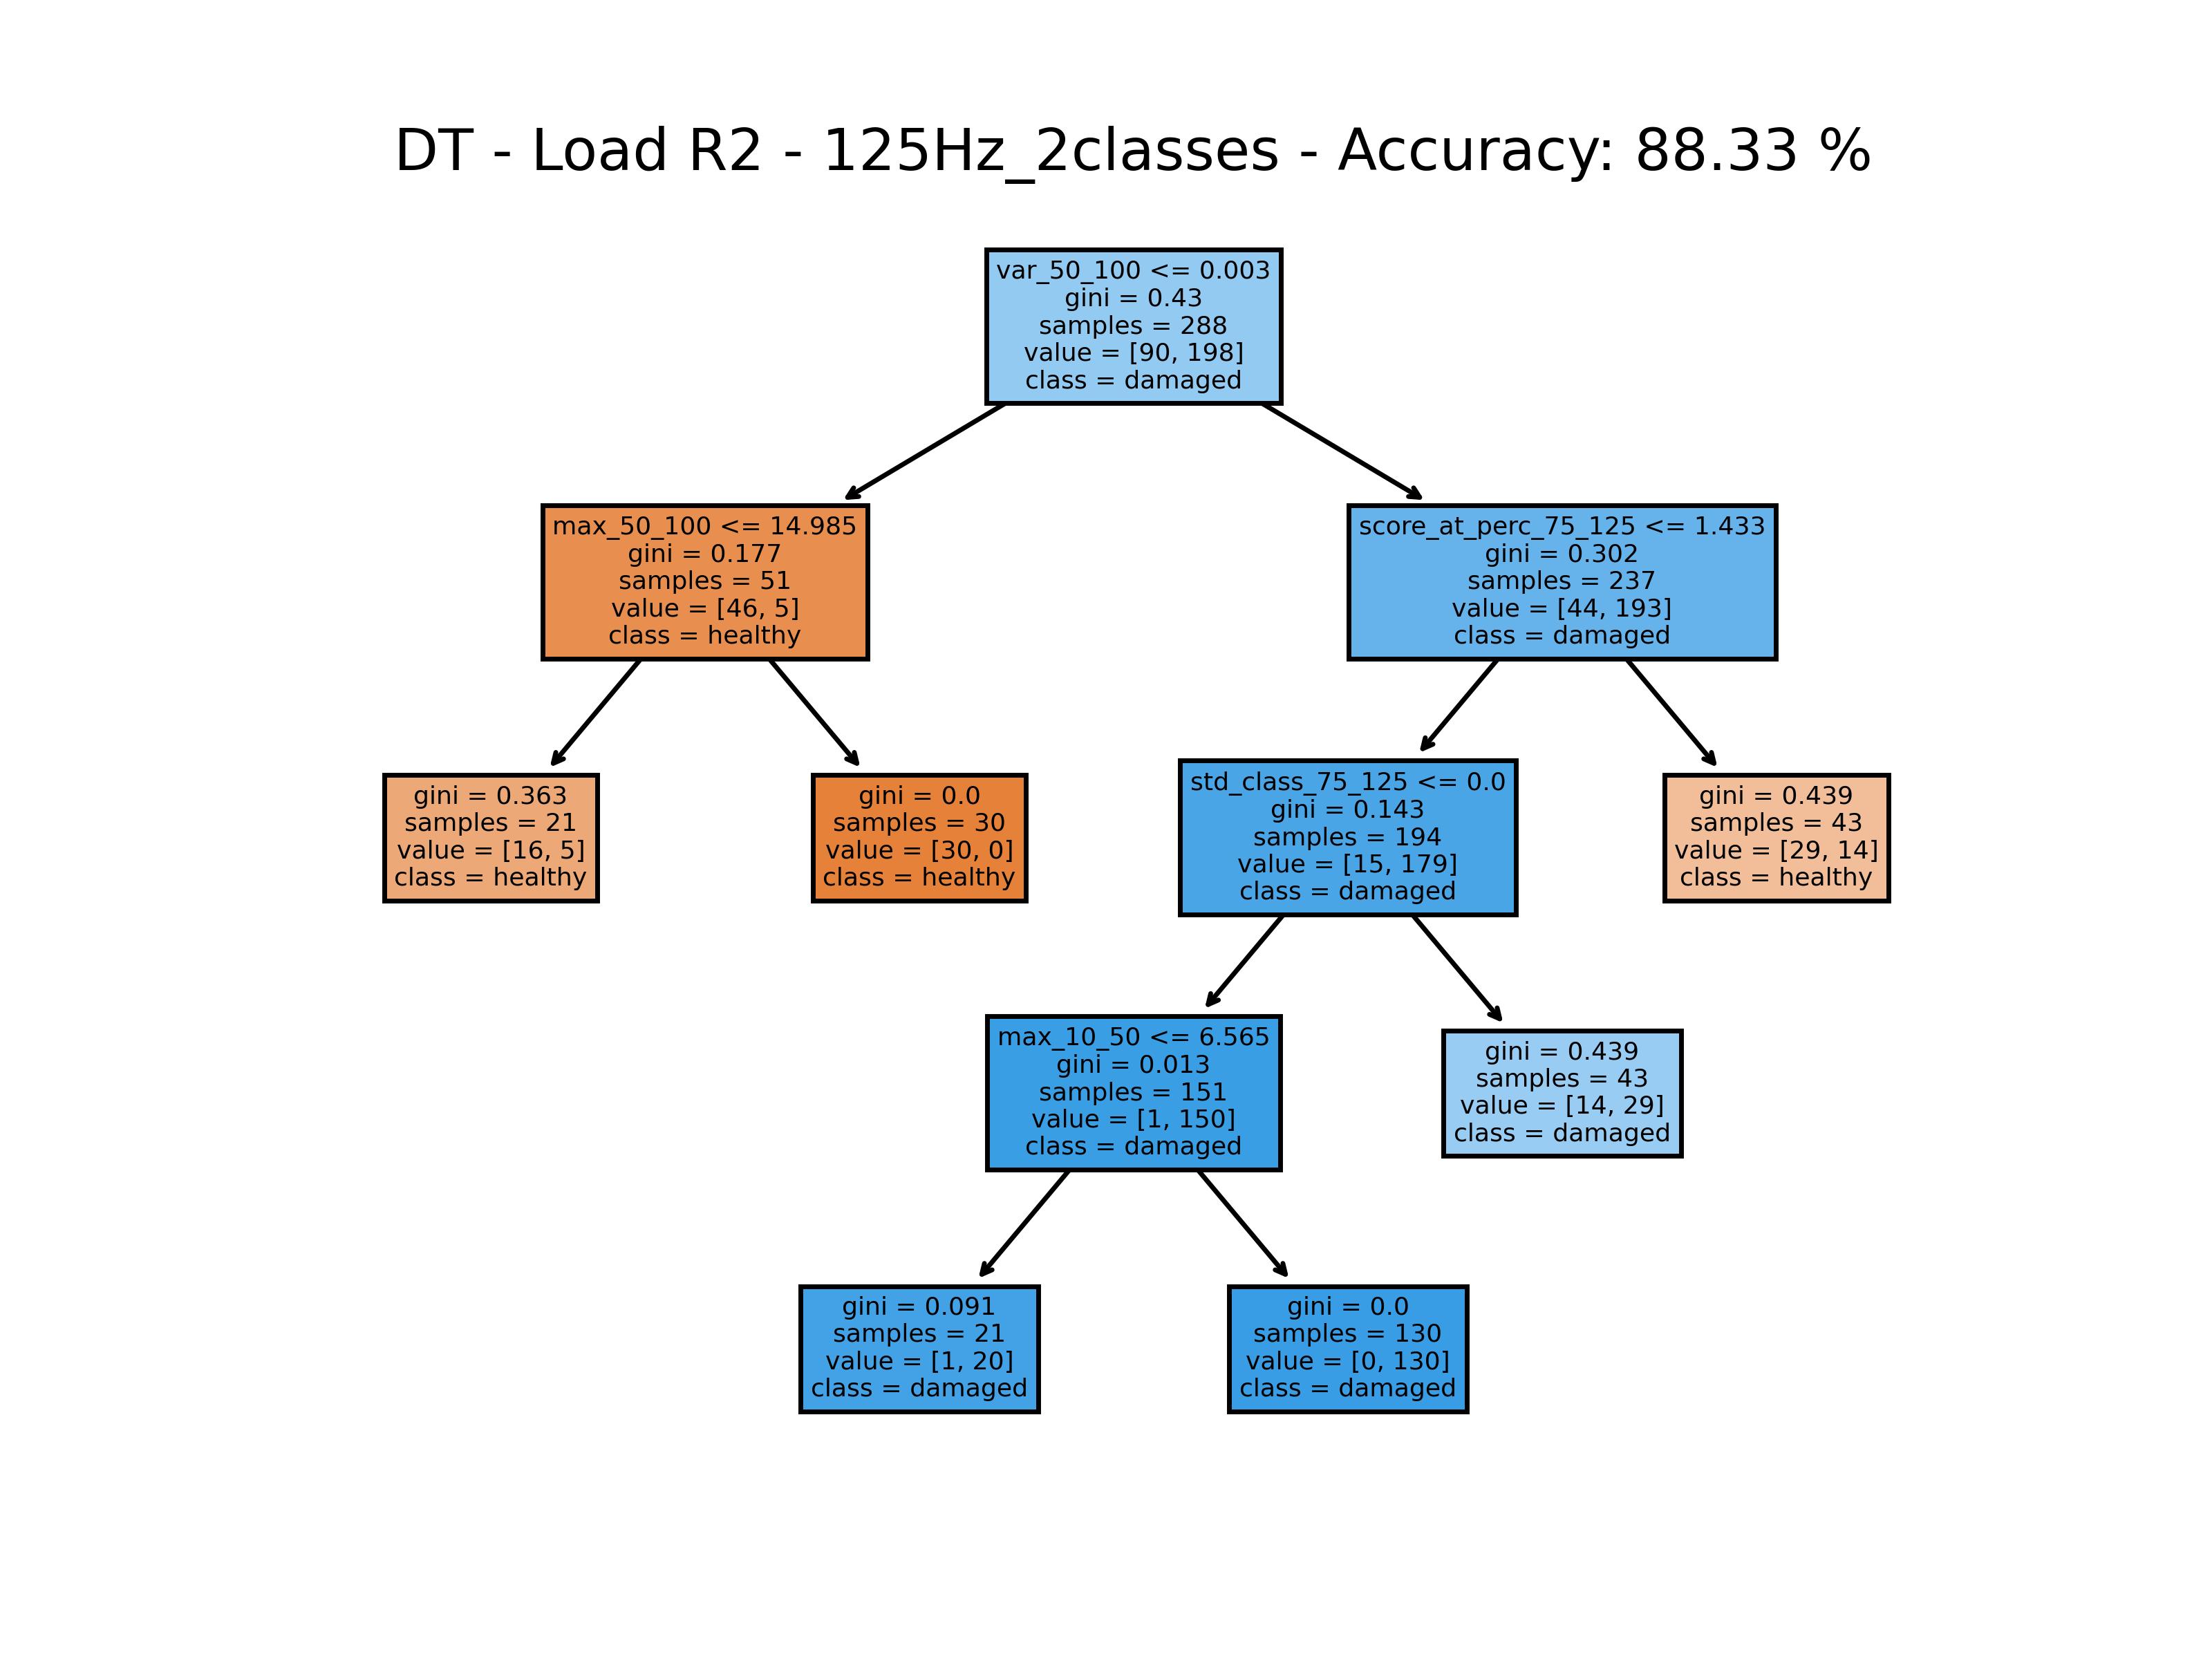 DT - Load R2 - 125Hz_2classes - Accuracy: 88.33 %
var_50_100 <= 0.003
gini = 0.43
samples = 288
value = [90, 198]
class = damaged
max_50_100 <= 14.985
gini = 0.177
samples = 51
value = [46, 5]
class = healthy
score_at_perc_75_125 <= 1.433
gini = 0.302
samples = 237
value = [44, 193]
class = damaged
gini = 0.363
samples = 21
value = [16, 5]
class = healthy
gini = 0.0
samples = 30
value = [30, 0]
class = healthy
std_class_75_125 <= 0.0
gini = 0.143
samples = 194
value = [15, 179]
class = damaged
gini = 0.439
samples = 43
value = [29, 14]
class = healthy
max_10_50 <= 6.565
gini = 0.013
samples = 151
value = [1, 150]
class = damaged
gini = 0.439
samples = 43
value = [14, 29]
class = damaged
gini = 0.091
samples = 21
value = [1, 20]
class = damaged
gini = 0.0
samples = 130
value = [0, 130]
class = damaged